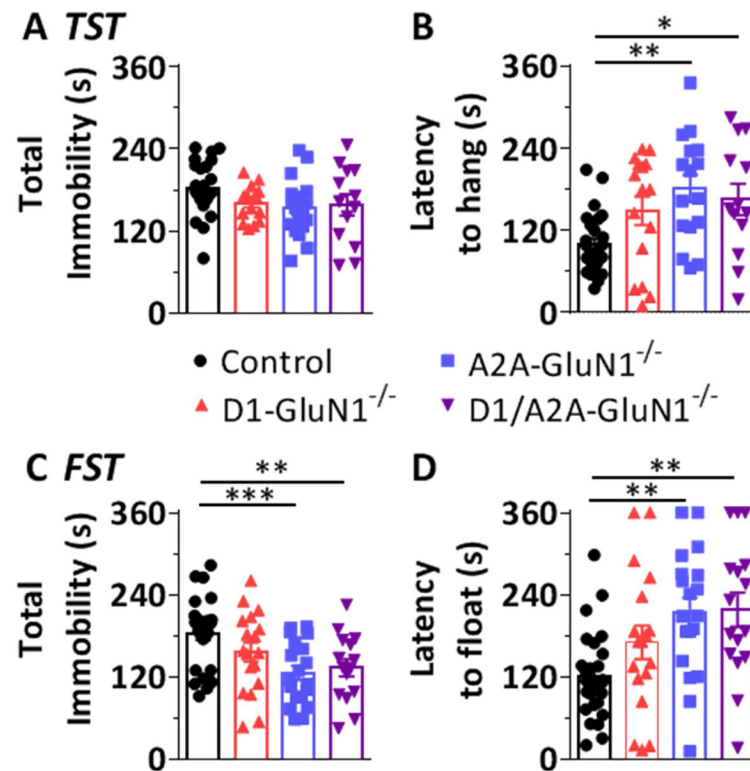 A TST
Total
Immobility (s)
360
240
120
0
B
Latency
to hang (s)
360
240
120
0
*
**
Control
A2A-GluN1-/-
D1-GluN1-/-
D1/A2A-GluN1-/-
C FST
Total
Immobility (s)
360
240
120
0
**
***
D
Latency
to float (s)
360
240
120
0
**
**